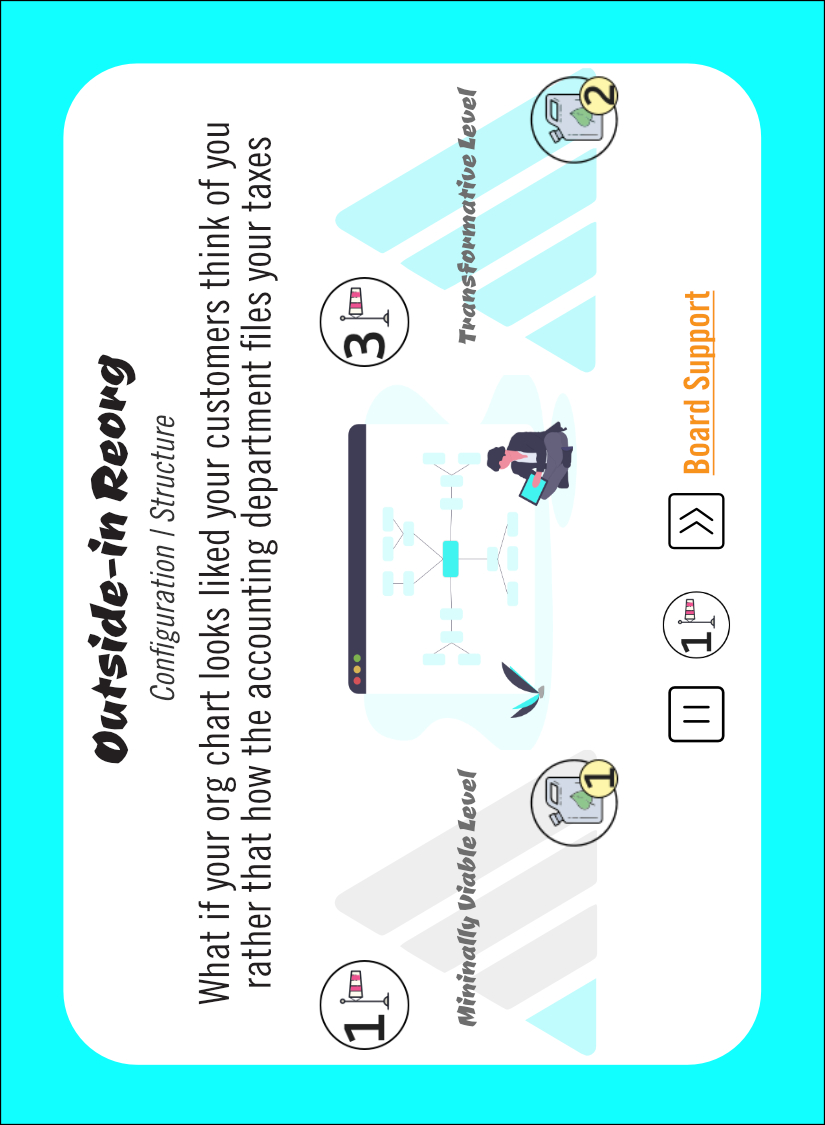 Outside-in Reorg
Configuration | Structure
What if your org chart looks liked your customers think of you
rather that how the accounting department files your taxes
1
3
Mininally Viable Level
Transformative Level
1
2
1
Board Support